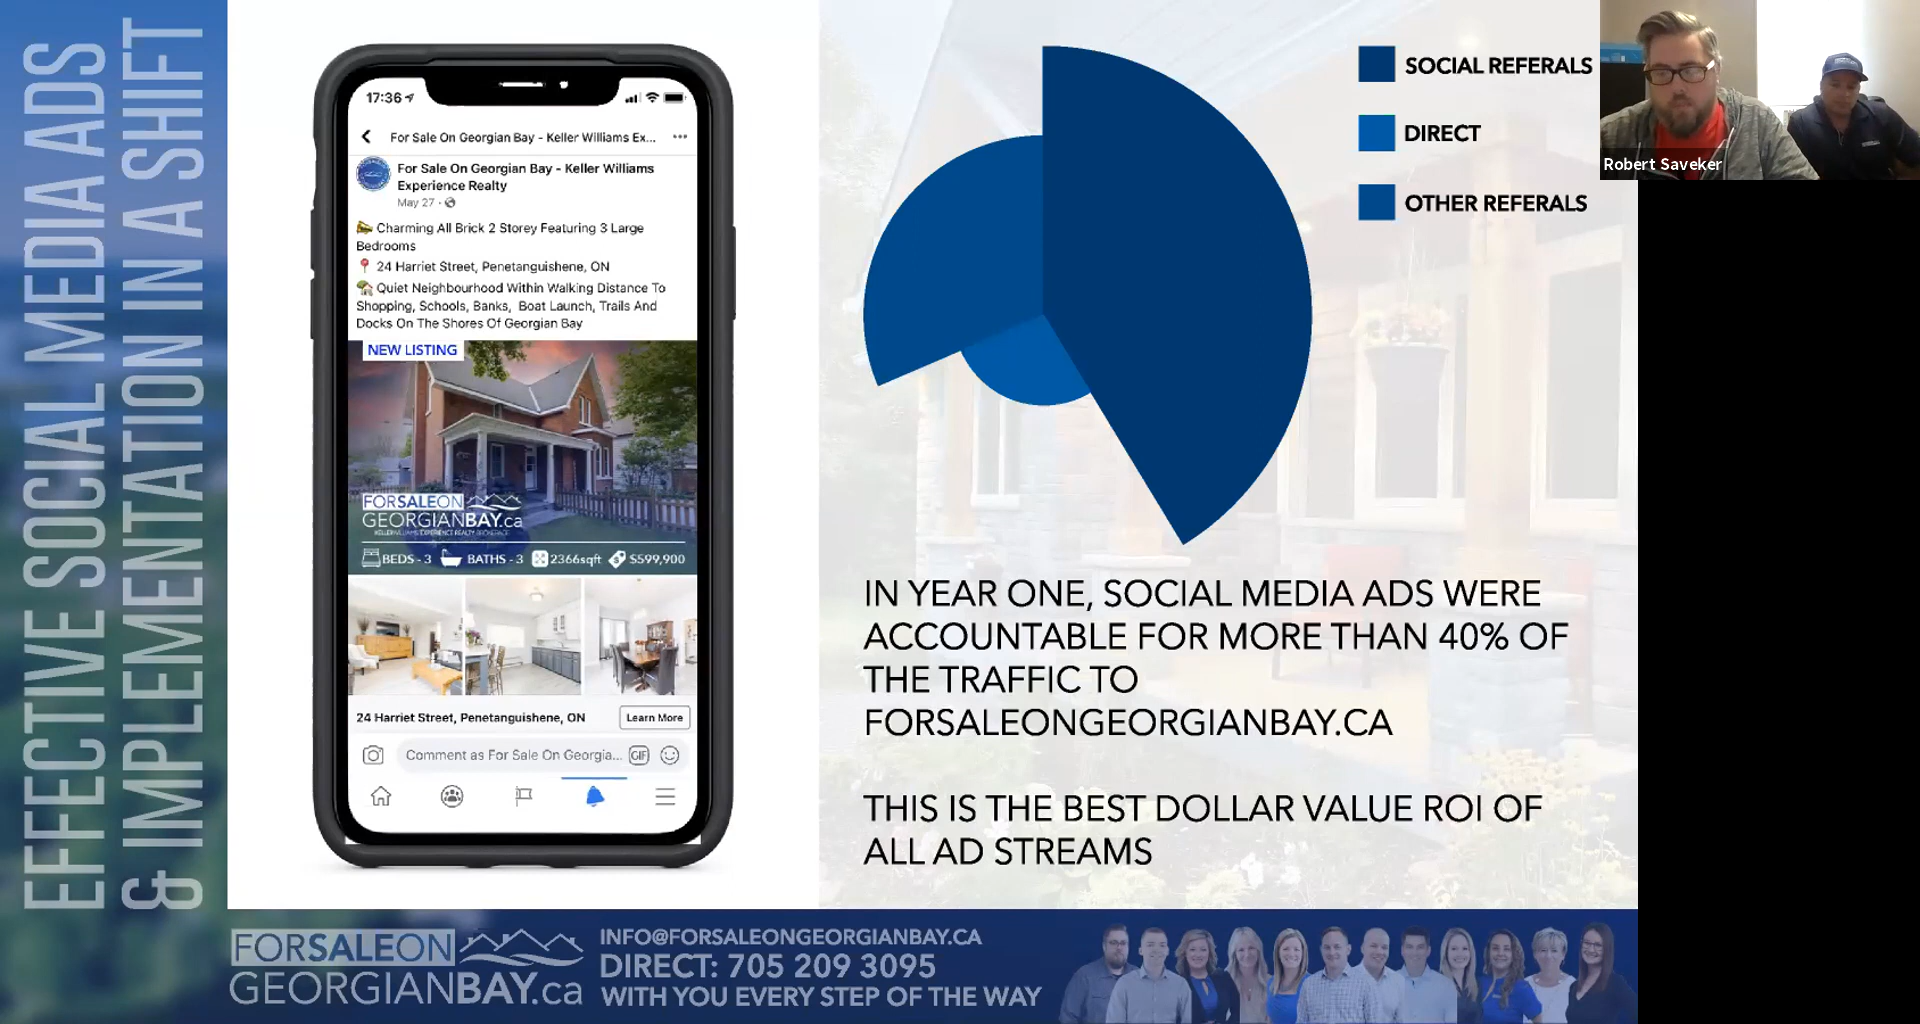 EFFECTIVE SOCIAL MEDIA ADS
& IMPLEMENTATION IN A SHIFT
17:36
For Sale On Georgian Bay - Keller Williams Ex...
For Sale On Georgian Bay - Keller Williams
Experience Realty
May 27 ·
Charming All Brick 2 Storey Featuring 3 Large
Bedrooms
24 Harriet Street, Penetanguishene, ON
Quiet Neighbourhood Within Walking Distance To
Shopping, Schools, Banks, Boat Launch, Trails And
Docks On The Shores Of Georgian Bay
NEW LISTING
FORSALEON
GEORGIANBAY.ca
KELLER WILLIAMS EXPERIENCE REALTY BROKERAGE
BEDS - 3 BATHS - 3 2366sqft $599,900
24 Harriet Street, Penetanguishene, ON
Learn More
Comment as For Sale On Georgia...
GIF
SOCIAL REFERALS
DIRECT
OTHER REFERALS
IN YEAR ONE, SOCIAL MEDIA ADS WERE
ACCOUNTABLE FOR MORE THAN 40% OF
THE TRAFFIC TO
FORSALEONGEORGIANBAY.CA
THIS IS THE BEST DOLLAR VALUE ROI OF
ALL AD STREAMS
Robert Saveker
FORSALEON
GEORGIANBAY.ca
INFO@FORSALEONGEORGIANBAY.CA
DIRECT: 705 209 3095
WITH YOU EVERY STEP OF THE WAY